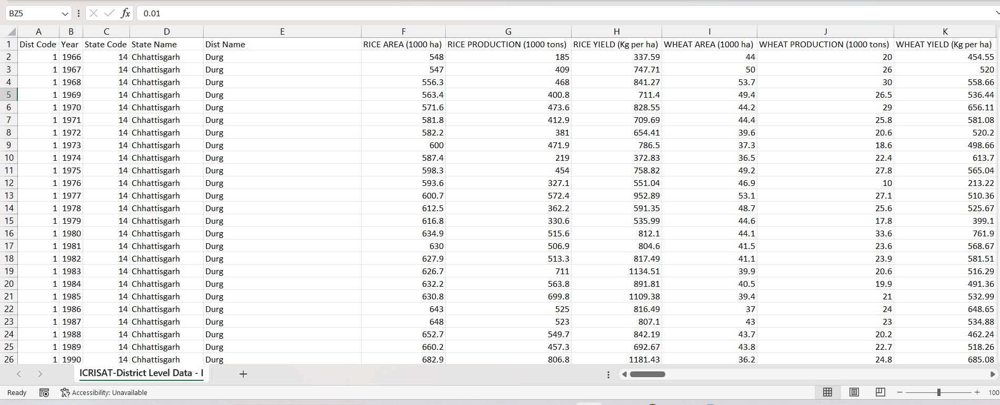 BZ5 fx 0.01
A B C D E F G H I J K
1 Dist Code Year State Code State Name Dist Name RICE AREA (1000 ha) RICE PRODUCTION (1000 tons) RICE YIELD (Kg per ha) WHEAT AREA (1000 ha) WHEAT PRODUCTION (1000 tons) WHEAT YIELD (Kg per ha)
2 1 1966 14 Chhattisgarh Durg 548 185 337.59 44 20 454.55
3 1 1967 14 Chhattisgarh Durg 547 409 747.71 50 26 520
4 1 1968 14 Chhattisgarh Durg 556.3 468 841.27 53.7 30 558.66
5 1 1969 14 Chhattisgarh Durg 563.4 400.8 711.4 49.4 26.5 536.44
6 1 1970 14 Chhattisgarh Durg 571.6 473.6 828.55 44.2 29 656.11
7 1 1971 14 Chhattisgarh Durg 581.8 412.9 709.69 44.4 25.8 581.08
8 1 1972 14 Chhattisgarh Durg 582.2 381 654.41 39.6 20.6 520.2
9 1 1973 14 Chhattisgarh Durg 600 471.9 786.5 37.3 18.6 498.66
10 1 1974 14 Chhattisgarh Durg 587.4 219 372.83 36.5 22.4 613.7
11 1 1975 14 Chhattisgarh Durg 598.3 454 758.82 49.2 27.8 565.04
12 1 1976 14 Chhattisgarh Durg 593.6 327.1 551.04 46.9 10 213.22
13 1 1977 14 Chhattisgarh Durg 600.7 572.4 952.89 53.1 27.1 510.36
14 1 1978 14 Chhattisgarh Durg 612.5 362.2 591.35 48.7 25.6 525.67
15 1 1979 14 Chhattisgarh Durg 616.8 330.6 535.99 44.6 17.8 399.1
16 1 1980 14 Chhattisgarh Durg 634.9 515.6 812.1 44.1 33.6 761.9
17 1 1981 14 Chhattisgarh Durg 630 506.9 804.6 41.5 23.6 568.67
18 1 1982 14 Chhattisgarh Durg 627.9 513.3 817.49 41.1 23.9 581.51
19 1 1983 14 Chhattisgarh Durg 626.7 711 1134.51 39.9 20.6 516.29
20 1 1984 14 Chhattisgarh Durg 632.2 563.8 891.81 40.5 19.9 491.36
21 1 1985 14 Chhattisgarh Durg 630.8 699.8 1109.38 39.4 21 532.99
22 1 1986 14 Chhattisgarh Durg 643 525 816.49 37 24 648.65
23 1 1987 14 Chhattisgarh Durg 648 523 807.1 43 23 534.88
24 1 1988 14 Chhattisgarh Durg 652.7 549.7 842.19 43.7 20.2 462.24
25 1 1989 14 Chhattisgarh Durg 660.2 457.3 692.67 43.8 22.7 518.26
26 1 1990 14 Chhattisgarh Durg 682.9 806.8 1181.43 36.2 24.8 685.08
ICRISAT-District Level Data - I
Ready Accessibility: Unavailable 100